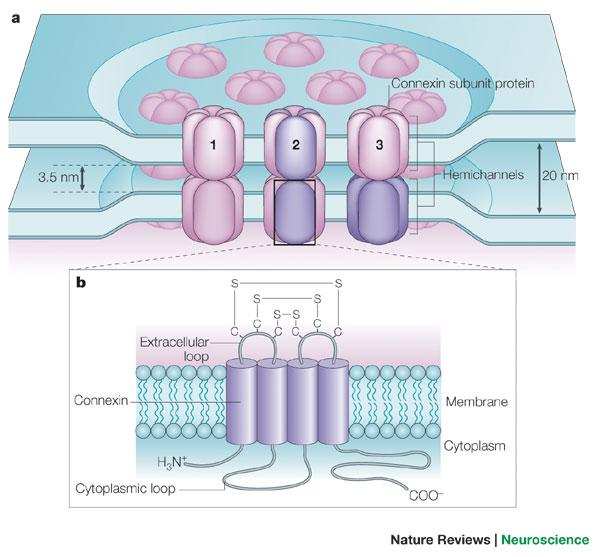 a
Connexin subunit protein
1
2
3
3.5 nm
Hemichannels
20 nm
b
S
S
S
S
S–S
C
C
C
C
C
C
Extracellular
loop
Connexin
Membrane
Cytoplasm
H₃N⁺
Cytoplasmic loop
COO⁻
Nature Reviews | Neuroscience